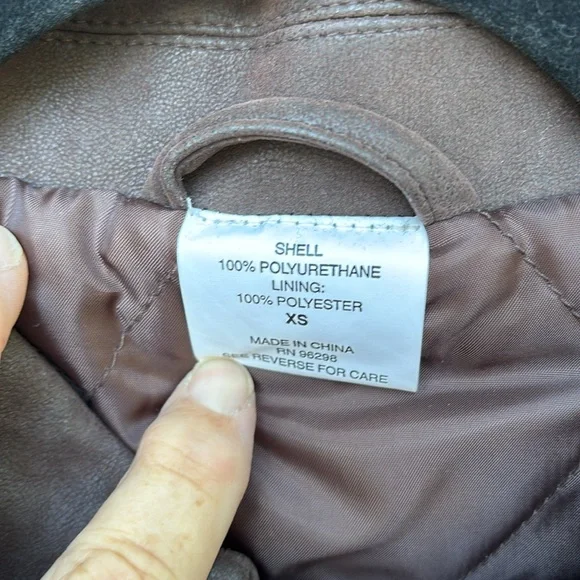 SHELL
100% POLYURETHANE
LINING:
100% POLYESTER
XS
MADE IN CHINA
RN 96298
SEE REVERSE FOR CARE